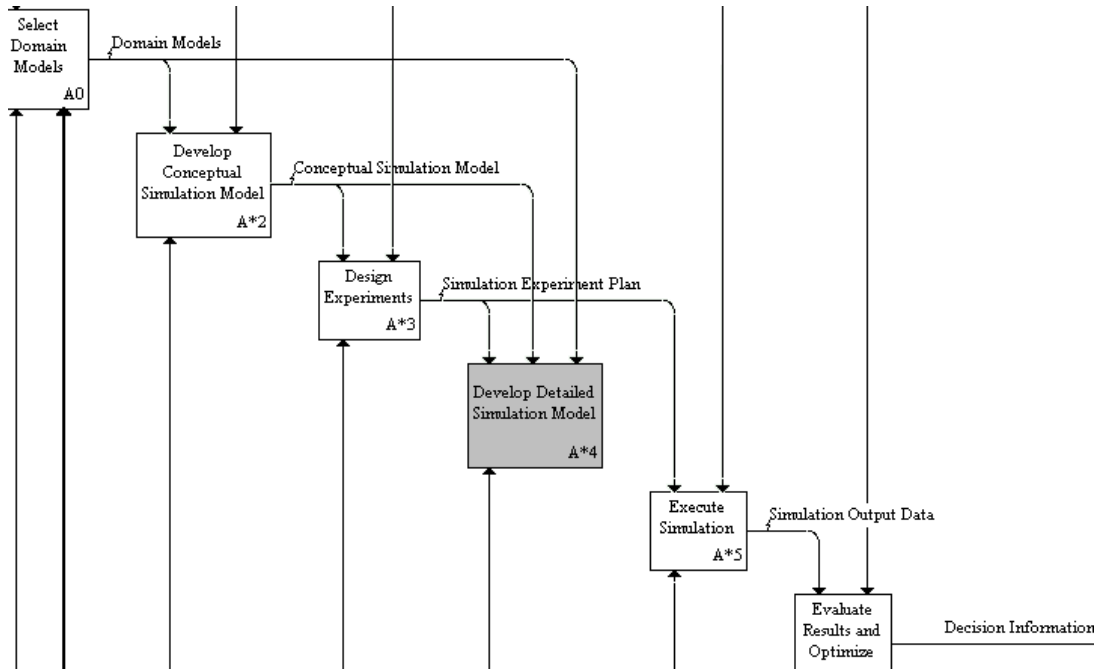 Select
Domain
Models
A0
Domain Models
Develop
Conceptual
Simulation Model
A*2
Conceptual Simulation Model
Design
Experiments
A*3
Simulation Experiment Plan
Develop Detailed
Simulation Model
A*4
Execute
Simulation
A*5
Simulation Output Data
Evaluate
Results and
Optimize
Decision Information